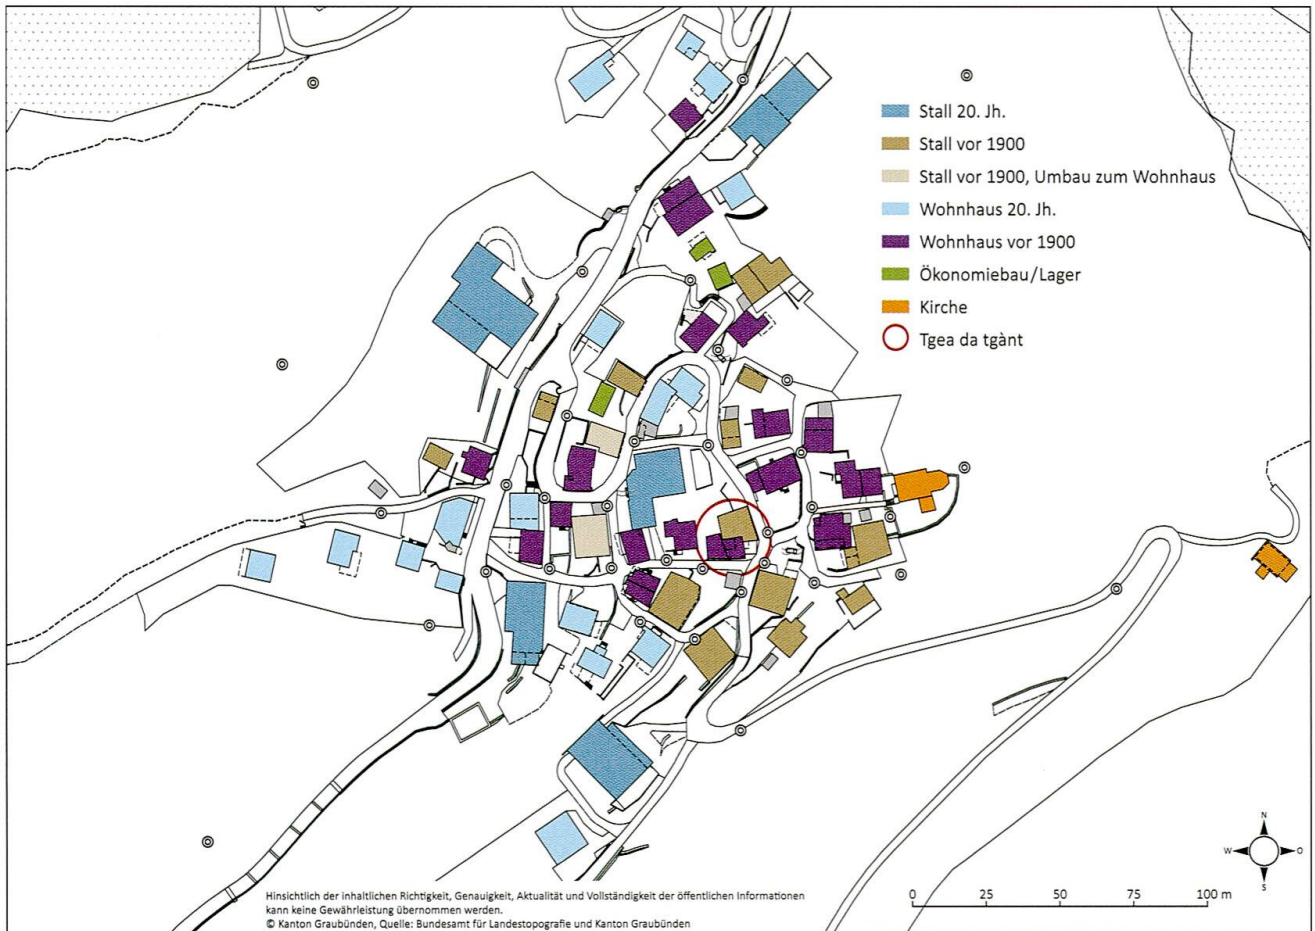 Stall 20. Jh.
Stall vor 1900
Stall vor 1900, Umbau zum Wohnhaus
Wohnhaus 20. Jh.
Wohnhaus vor 1900
Ökonomiebau/Lager
Kirche
Tgea da tgànt
N
W O
S
0 25 50 75 100 m
Hinsichtlich der inhaltlichen Richtigkeit, Genauigkeit, Aktualität und Vollständigkeit der öffentlichen Informationen
kann keine Gewährleistung übernommen werden.
© Kanton Graubünden, Quelle: Bundesamt für Landestopografie und Kanton Graubünden